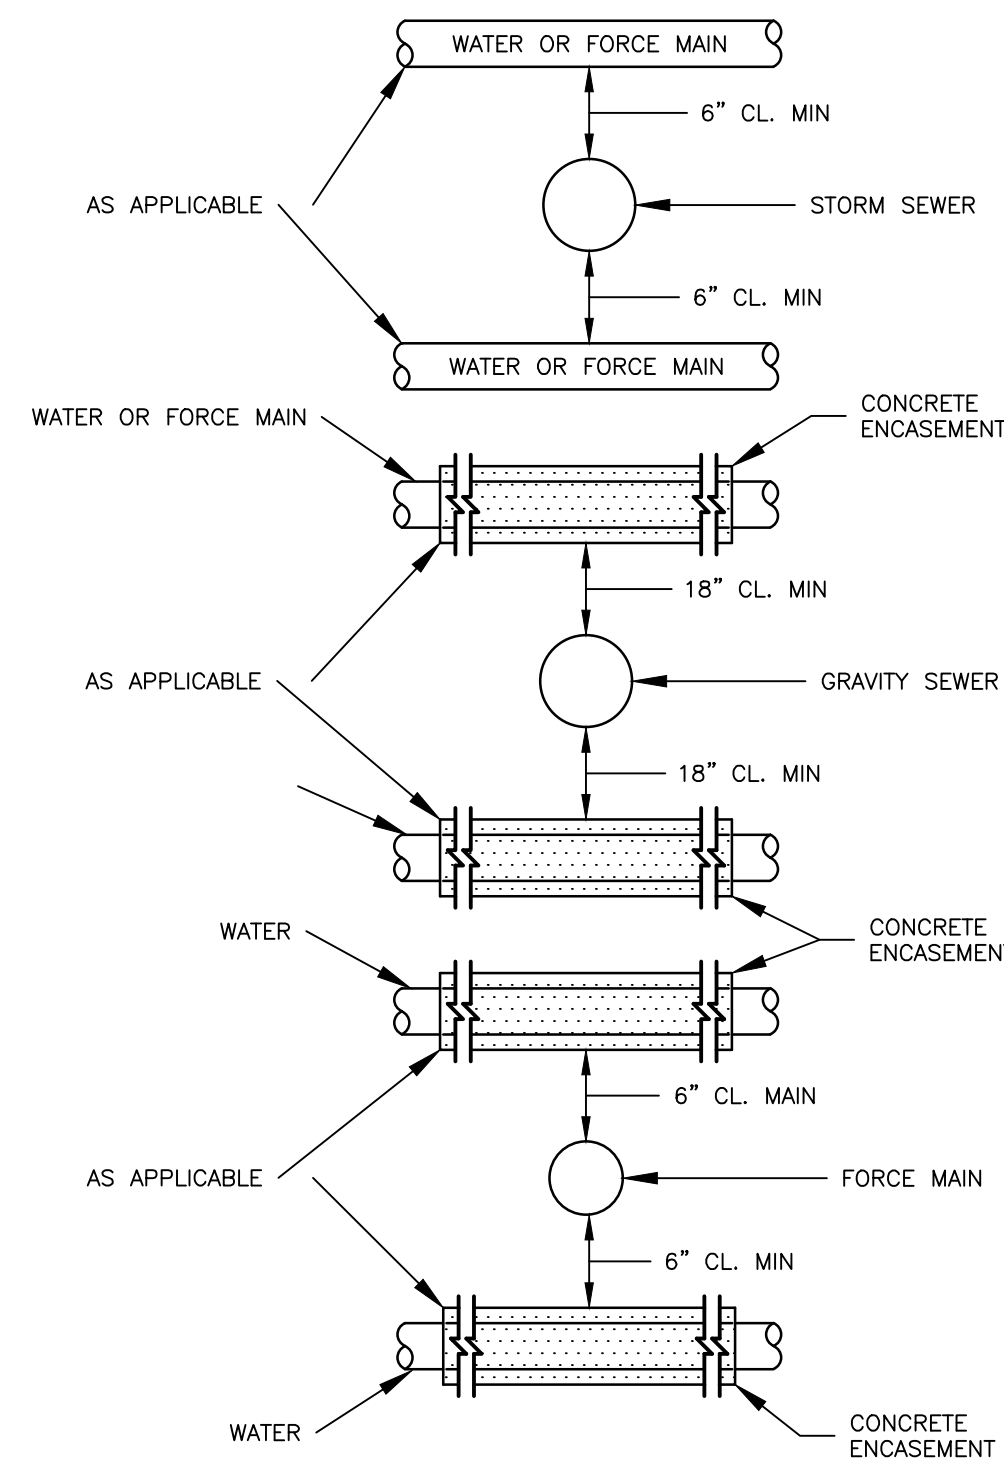 WATER OR FORCE MAIN
6" CL. MIN
AS APPLICABLE
STORM SEWER
6" CL. MIN
WATER OR FORCE MAIN
WATER OR FORCE MAIN
CONCRETE
ENCASEMENT
18" CL. MIN
AS APPLICABLE
GRAVITY SEWER
18" CL. MIN
WATER
CONCRETE
ENCASEMENT
6" CL. MAIN
AS APPLICABLE
FORCE MAIN
6" CL. MIN
WATER
CONCRETE
ENCASEMENT